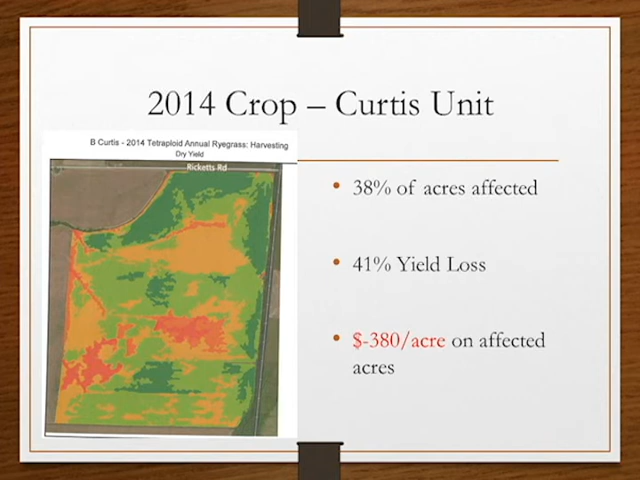 2014 Crop – Curtis Unit
B Curtis - 2014 Tetraploid Annual Ryegrass: Harvesting
Dry Yield
Ricketts Rd
• 38% of acres affected
• 41% Yield Loss
• $-380/acre on affected
acres